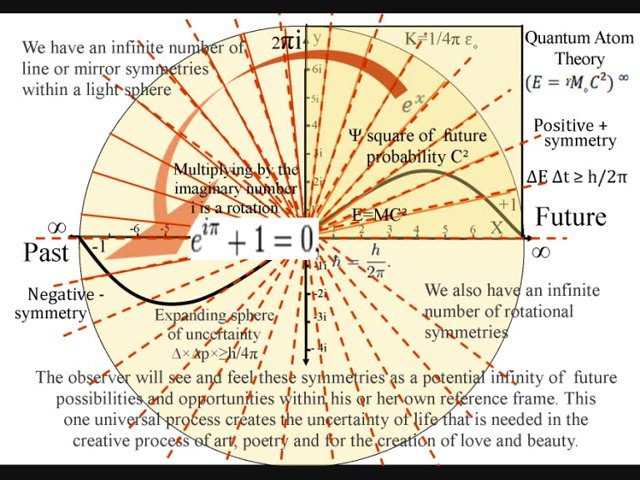 We have an infinite number of
line or mirror symmetries
within a light sphere
2πi
y
K=1/4π ε₀
Quantum Atom
Theory
(E = ᵞM₀C²)∞
6i
5i
4i
3i
2i
eˣ
Ψ square of future
probability C²
Positive +
symmetry
ΔE Δt ≥ h/2π
Multiplying by the
imaginary number
i is a rotation
E=MC²
+1
Future
∞
Past
-1
-6
-5
e^iπ + 1 = 0.
1
2
3
4
5
6
X
∞
ħ = h/2π.
-1i
-2i
-3i
-4i
Negative -
symmetry
Expanding sphere
of uncertainty
Δ×Δp×≥h/4π
We also have an infinite
number of rotational
symmetries
The observer will see and feel these symmetries as a potential infinity of future
possibilities and opportunities within his or her own reference frame. This
one universal process creates the uncertainty of life that is needed in the
creative process of art, poetry and for the creation of love and beauty.